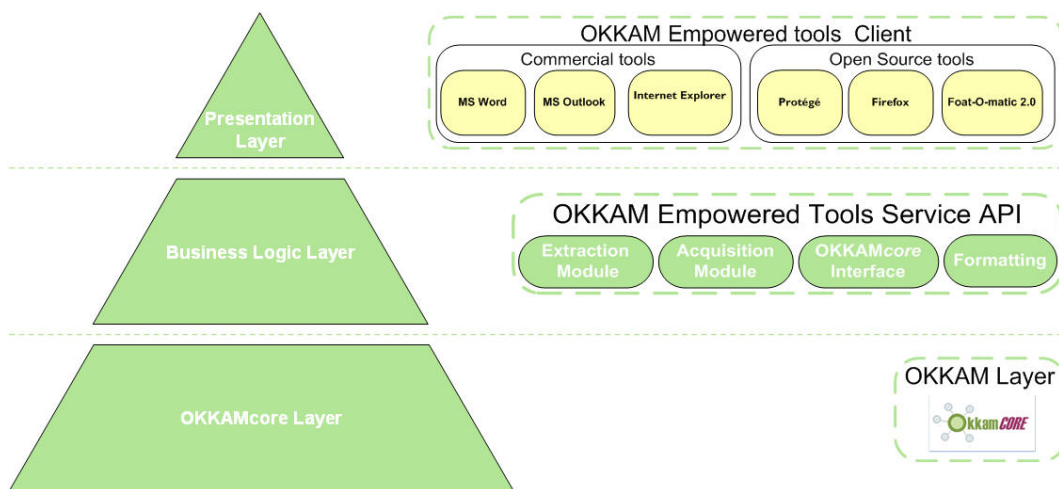 OKKAM Empowered tools Client
Commercial tools
Open Source tools
MS Word
MS Outlook
Internet Explorer
Protégé
Firefox
Foat-O-matic 2.0
Presentation
Layer
OKKAM Empowered Tools Service API
Business Logic Layer
Extraction
Module
Acquisition
Module
OKKAMcore
Interface
Formatting
OKKAM Layer
OKKAMcore Layer
OkkamCORE